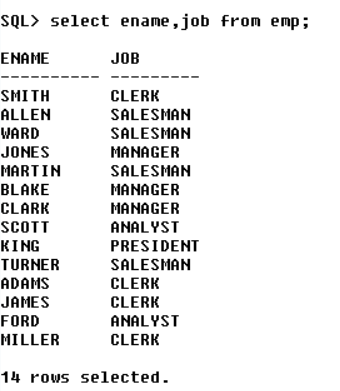 SQL> select ename,job from emp;
ENAME      JOB
---------- ---------
SMITH      CLERK
ALLEN      SALESMAN
WARD       SALESMAN
JONES      MANAGER
MARTIN     SALESMAN
BLAKE      MANAGER
CLARK      MANAGER
SCOTT      ANALYST
KING       PRESIDENT
TURNER     SALESMAN
ADAMS      CLERK
JAMES      CLERK
FORD       ANALYST
MILLER     CLERK
14 rows selected.